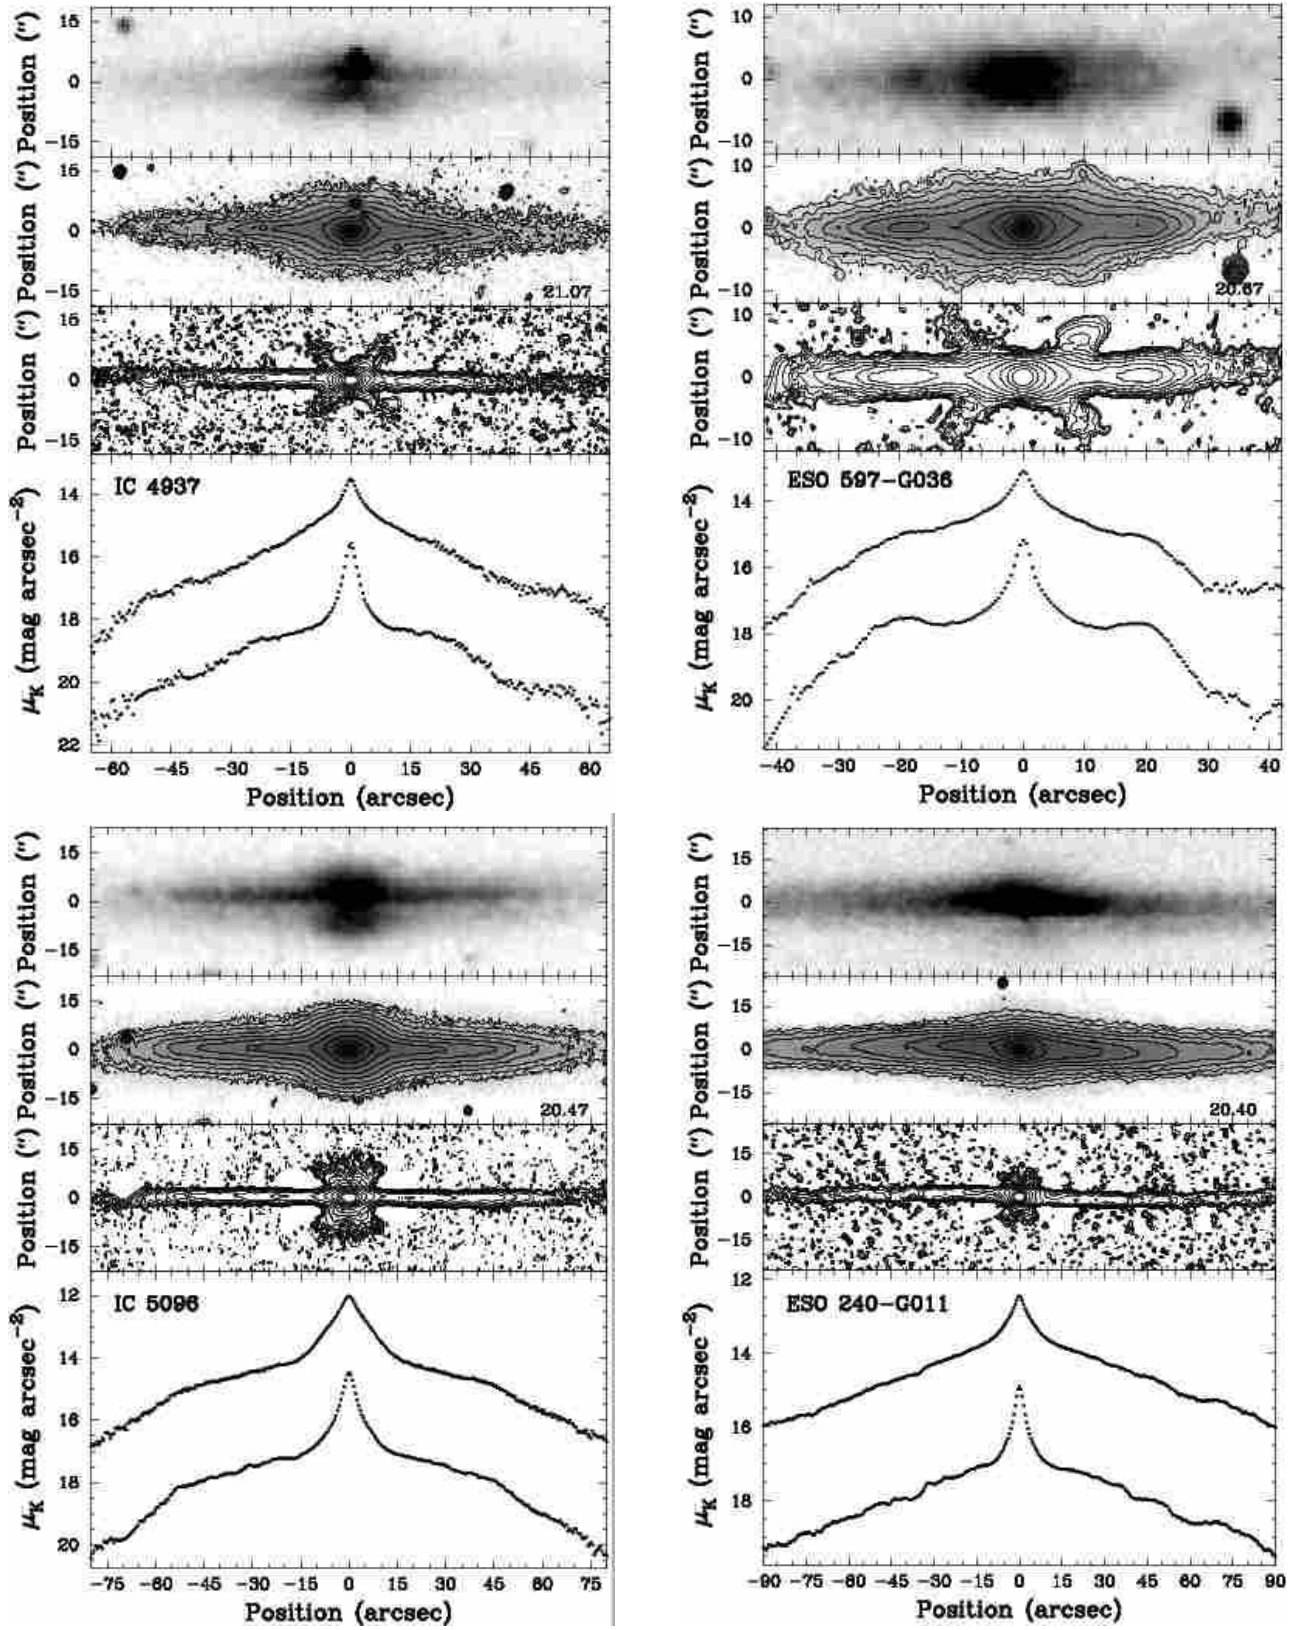 Position (“)
15
0
-15
Position (“)
15
0
-15
21.07
Position (“)
15
0
-15
IC 4937
μK (mag arcsec−2)
14
16
18
20
22
-60 -45 -30 -15 0 15 30 45 60
Position (arcsec)
Position (“)
10
0
-10
Position (“)
10
0
-10
20.67
Position (“)
10
0
-10
ESO 597-G036
μK (mag arcsec−2)
14
16
18
20
-40 -30 -20 -10 0 10 20 30 40
Position (arcsec)
Position (“)
15
0
-15
Position (“)
15
0
-15
20.47
Position (“)
15
0
-15
IC 5096
μK (mag arcsec−2)
12
14
16
18
20
-75 -60 -45 -30 -15 0 15 30 45 60 75
Position (arcsec)
Position (“)
15
0
-15
Position (“)
15
0
-15
20.40
Position (“)
15
0
-15
ESO 240-G011
μK (mag arcsec−2)
12
14
16
18
-90 -75 -60 -45 -30 -15 0 15 30 45 60 75 90
Position (arcsec)